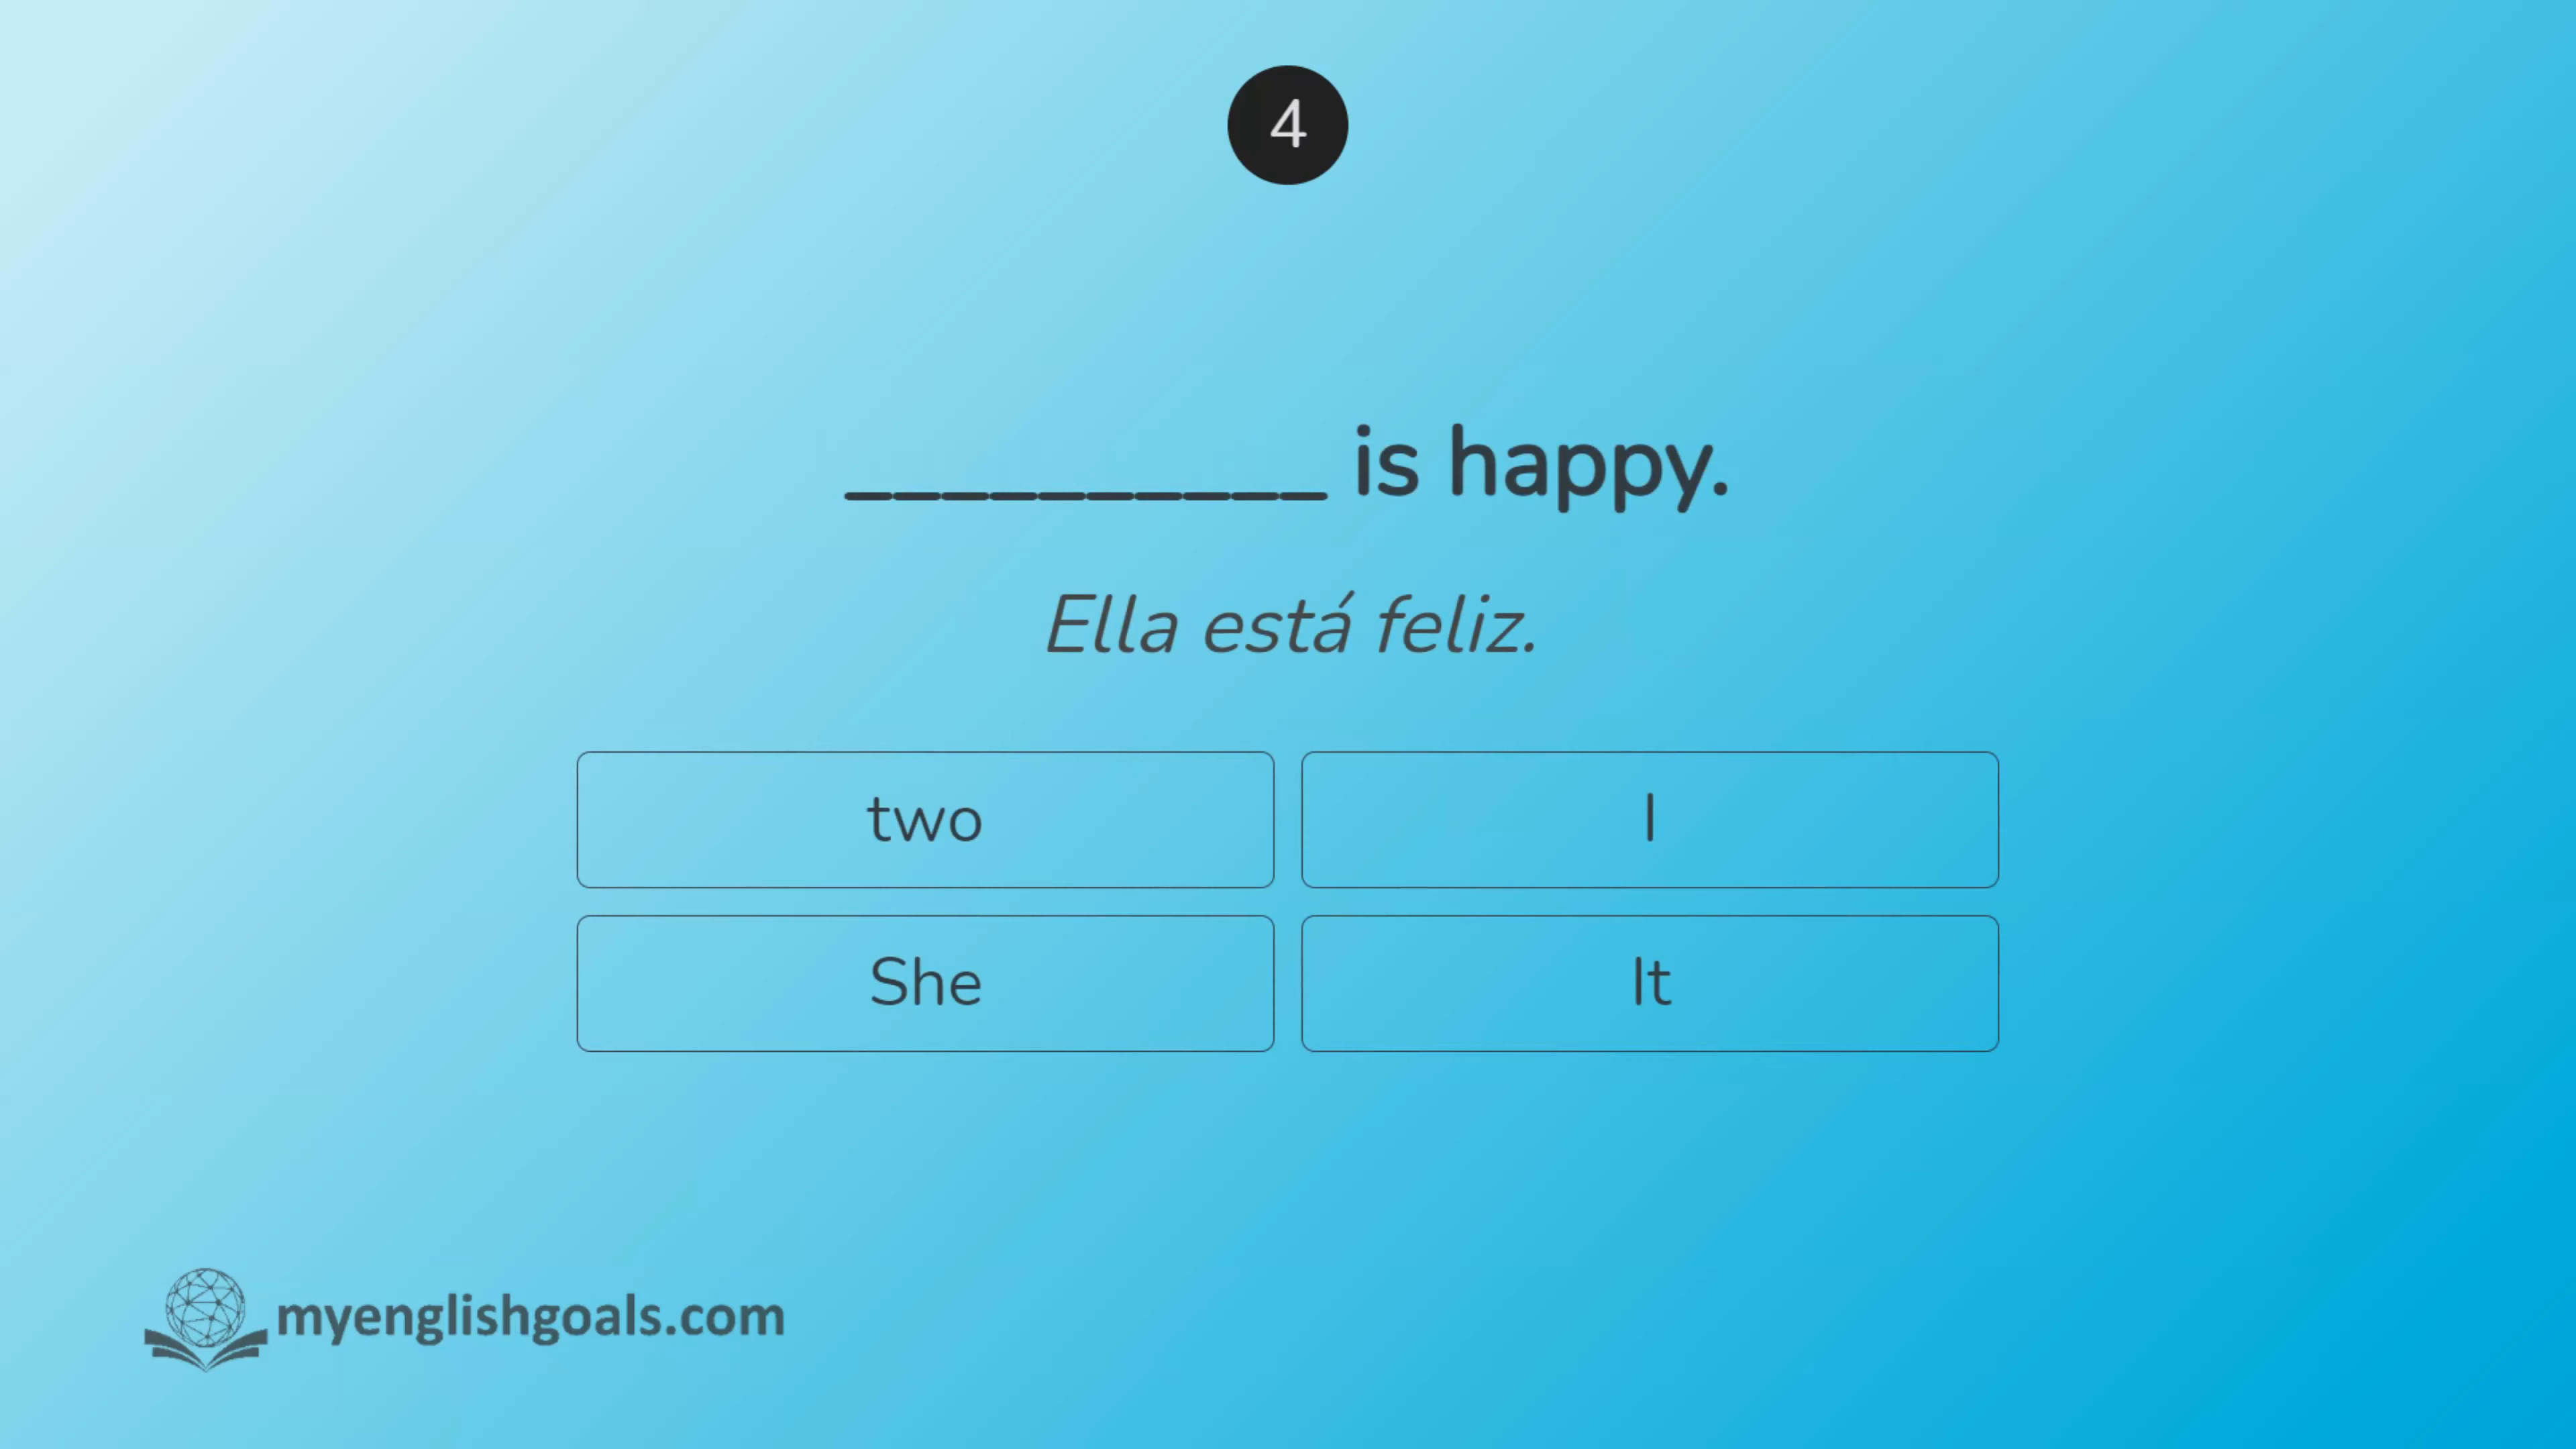 4
__________ is happy.
Ella está feliz.
two
I
She
It
myenglishgoals.com